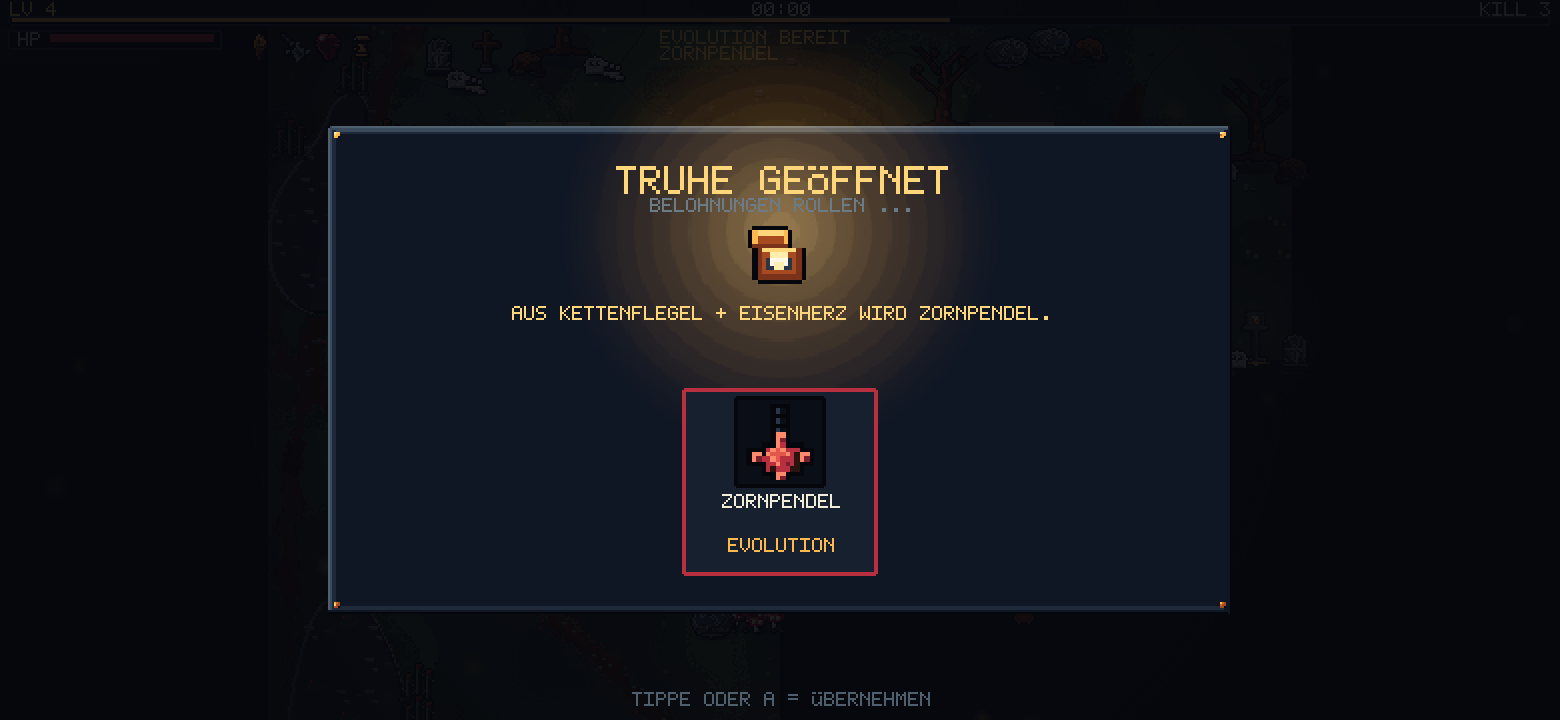 LV 4
00:00
KILL 3
HP
EVOLUTION BEREIT
ZORNPENDEL
TRUHE GEöFFNET
BELOHNUNGEN ROLLEN ...
AUS KETTENFLEGEL + EISENHERZ WIRD ZORNPENDEL.
ZORNPENDEL
EVOLUTION
TIPPE ODER A = üBERNEHMEN